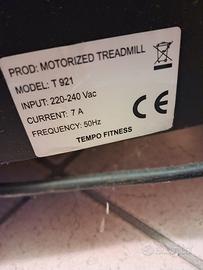 PROD: MOTORIZED TREADMILL
MODEL: T 921
INPUT: 220-240 Vac
CURRENT: 7 A
FREQUENCY: 50Hz
TEMPO FITNESS
CE